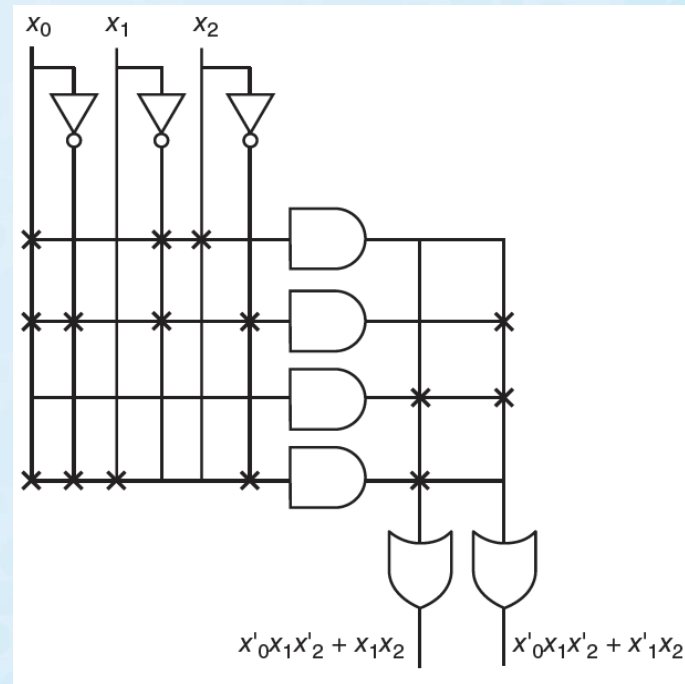 x₀ x₁ x₂
x'₀x₁x'₂ + x₁x₂ x'₀x₁x'₂ + x'₁x₂